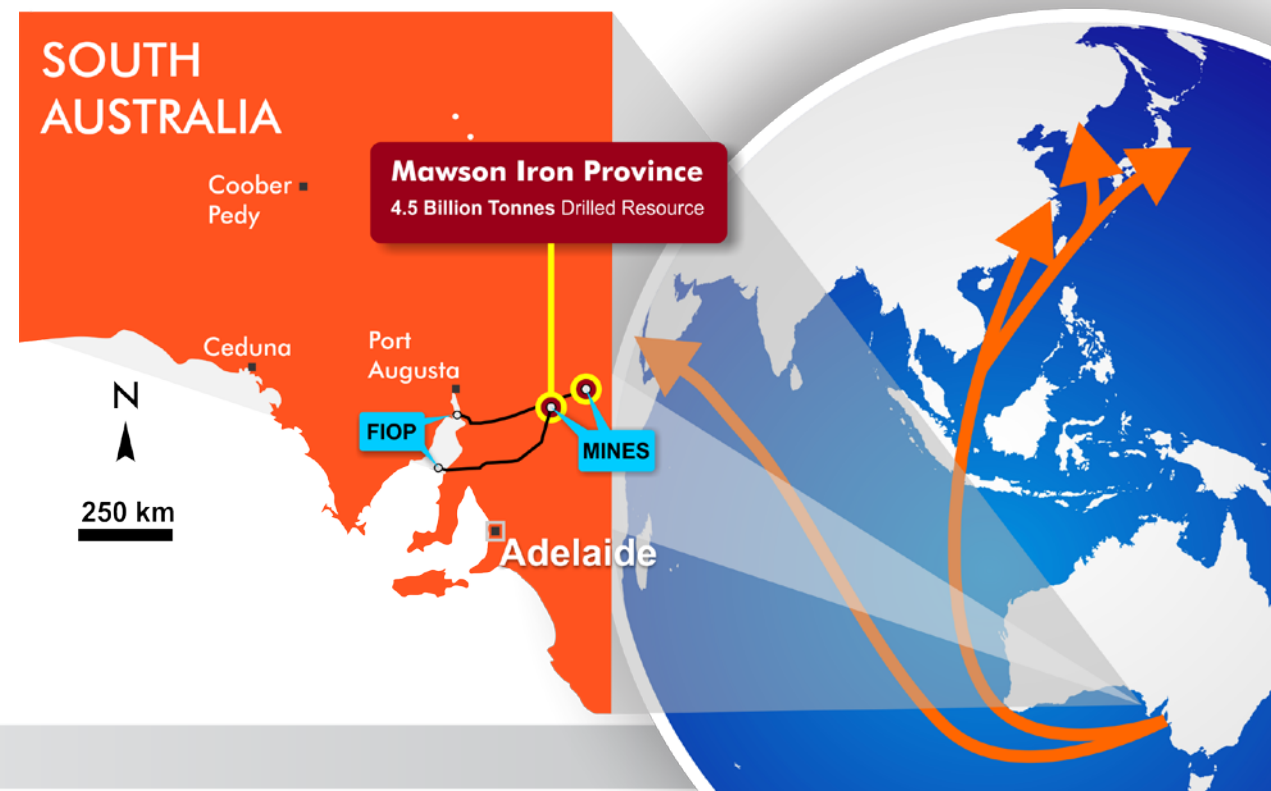 SOUTH
AUSTRALIA
Coober
Pedy
Mawson Iron Province
4.5 Billion Tonnes Drilled Resource
Ceduna
Port
Augusta
N
FIOP
MINES
250 km
Adelaide